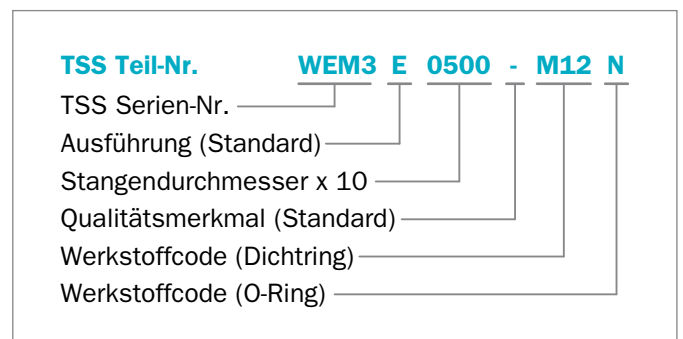 TSS Teil-Nr. WEM3 E 0500 - M12 N
TSS Serien-Nr.
Ausführung (Standard)
Stangendurchmesser x 10
Qualitätsmerkmal (Standard)
Werkstoffcode (Dichtring)
Werkstoffcode (O-Ring)